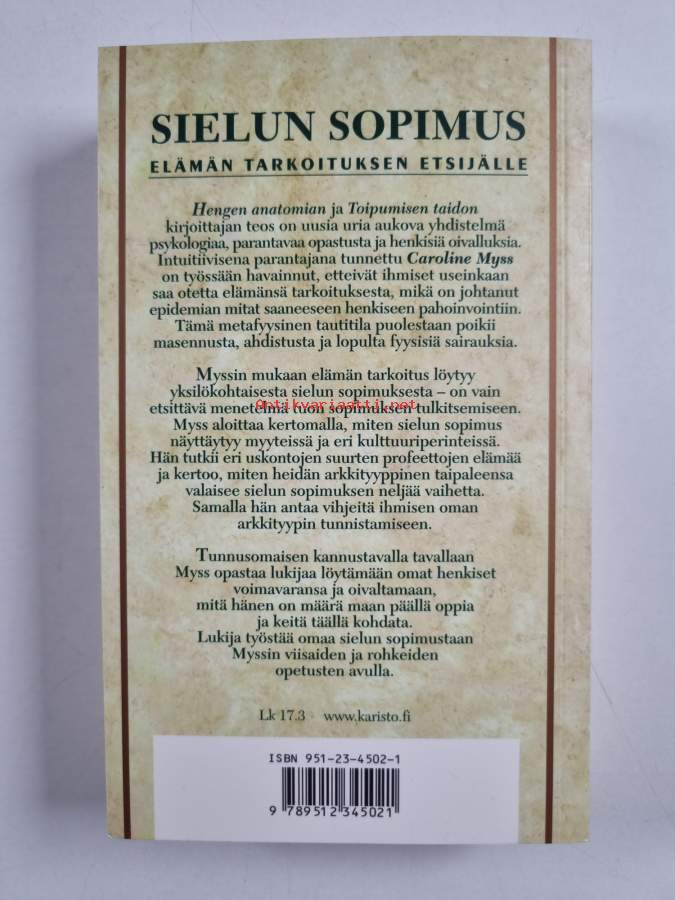 SIELUN SOPIMUS
ELÄMÄN TARKOITUKSEN ETSIJÄLLE
Hengen anatomian ja Toipumisen taidon
kirjoittajan teos on uusia uria aukova yhdistelmä
psykologiaa, parantavaa opastusta ja henkisiä oivalluksia.
Intuitiivisena parantajana tunnettu Caroline Myss
on työssään havainnut, etteivät ihmiset useinkaan
saa otetta elämänsä tarkoituksesta, mikä on johtanut
epidemian mitat saaneeseen henkiseen pahoinvointiin.
Tämä metafyysinen tautitila puolestaan poikii
masennusta, ahdistusta ja lopulta fyysisiä sairauksia.
Myssin mukaan elämän tarkoitus löytyy
yksilökohtaisesta sielun sopimuksesta – on vain
Antikvariaatti.net
etsittävä menetelmä tuon sopimuksen tulkitsemiseen.
Myss aloittaa kertomalla, miten sielun sopimus
näyttäytyy myyteissä ja eri kulttuuriperinteissä.
Hän tutkii eri uskontojen suurten profeettojen elämää
ja kertoo, miten heidän arkkityyppinen taipaleensa
valaisee sielun sopimuksen neljää vaihetta.
Samalla hän antaa vihjeitä ihmisen oman
arkkityypin tunnistamiseen.
Tunnusomaisen kannustavalla tavallaan
Myss opastaa lukijaa löytämään omat henkiset
voimavaransa ja oivaltamaan,
mitä hänen on määrä maan päällä oppia
ja keitä täällä kohdata.
Lukija työstää omaa sielun sopimustaan
Myssin viisaiden ja rohkeiden
opetusten avulla.
Lk 17.3 www.karisto.fi
ISBN 951-23-4502-1
9 789512 345021